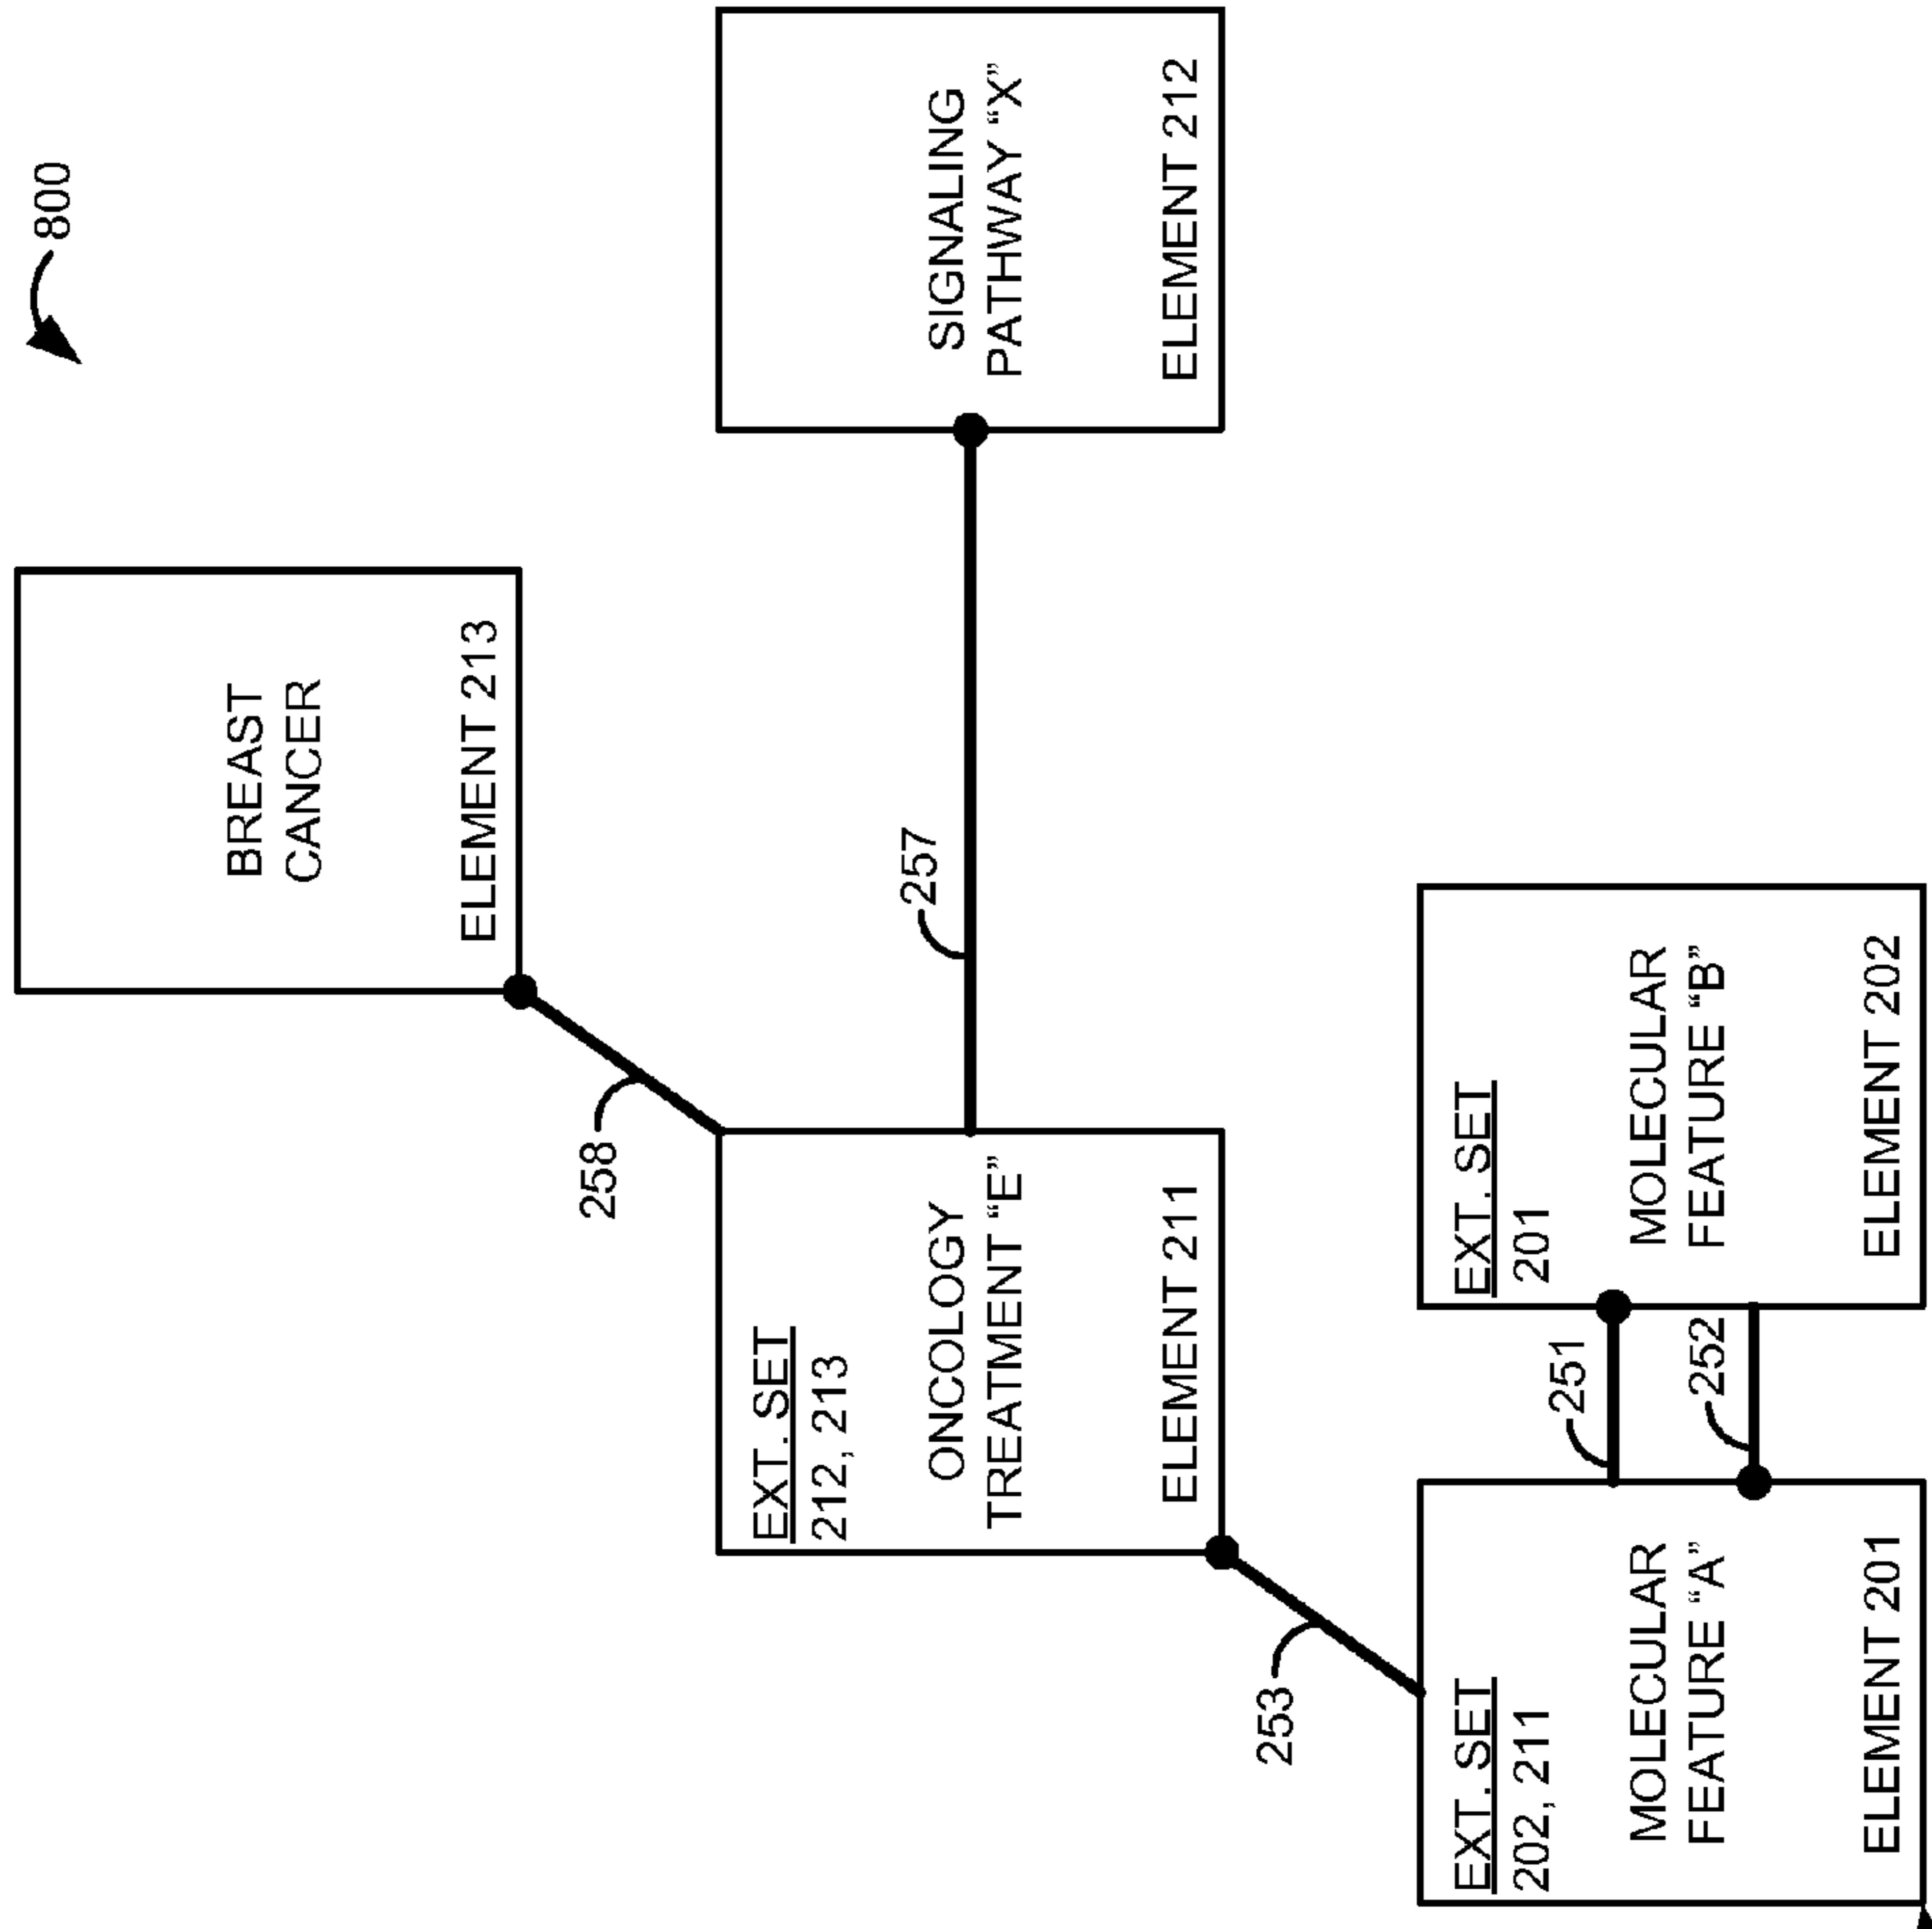 800
BREAST
CANCER
ELEMENT 213
258
EXT. SET
212, 213
ONCOLOGY
TREATMENT “E”
ELEMENT 211
257
SIGNALING
PATHWAY “X”
ELEMENT 212
253
EXT. SET
202, 211
MOLECULAR
FEATURE “A”
ELEMENT 201
251
252
EXT. SET
201
MOLECULAR
FEATURE “B”
ELEMENT 202